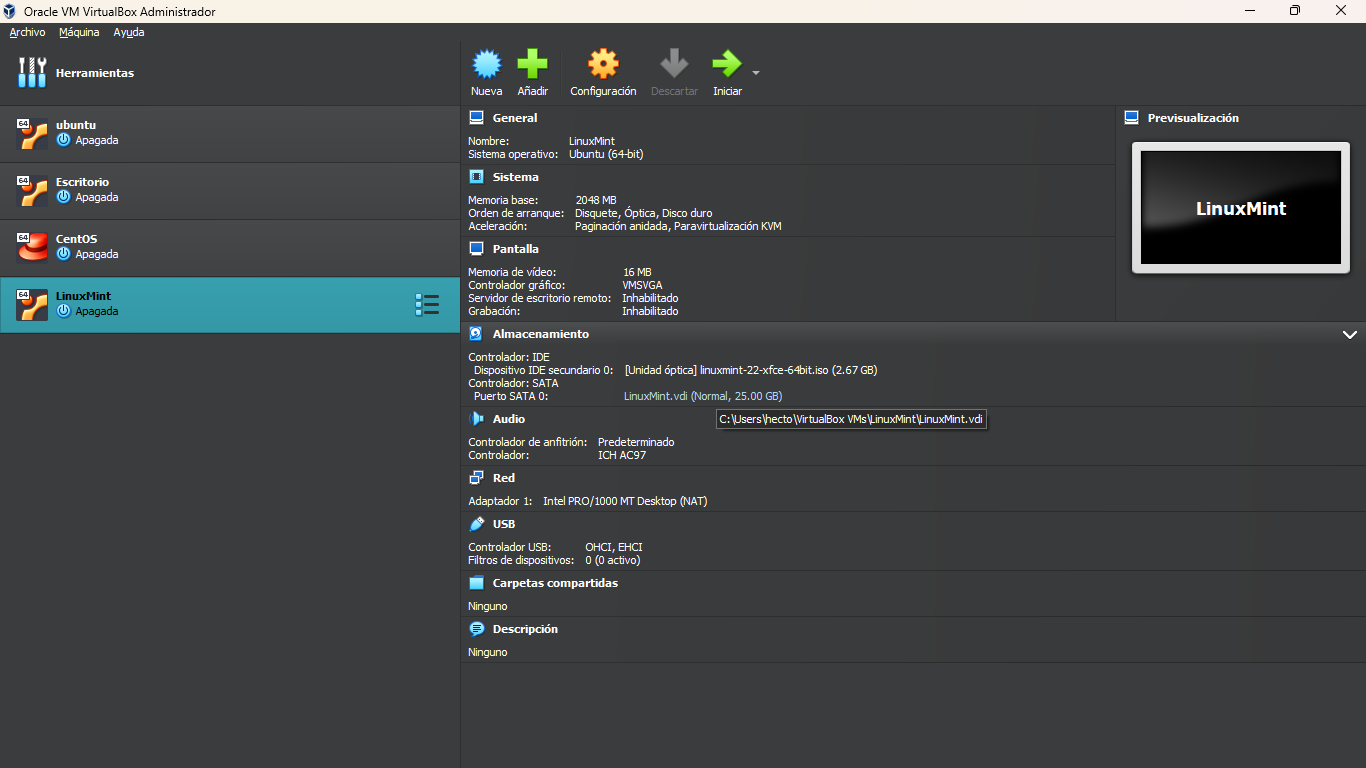 Oracle VM VirtualBox Administrador
Archivo Máquina Ayuda
Herramientas
Nueva Añadir Configuración Descartar Iniciar
64 ubuntu
Apagada
64 Escritorio
Apagada
64 CentOS
Apagada
64 LinuxMint
Apagada
General
Nombre: LinuxMint
Sistema operativo: Ubuntu (64-bit)
Sistema
Memoria base: 2048 MB
Orden de arranque: Disquete, Óptica, Disco duro
Aceleración: Paginación anidada, Paravirtualización KVM
Pantalla
Memoria de vídeo: 16 MB
Controlador gráfico: VMSVGA
Servidor de escritorio remoto: Inhabilitado
Grabación: Inhabilitado
Previsualización
LinuxMint
Almacenamiento
Controlador: IDE
Dispositivo IDE secundario 0: [Unidad óptica] linuxmint-22-xfce-64bit.iso (2.67 GB)
Controlador: SATA
Puerto SATA 0: LinuxMint.vdi (Normal, 25.00 GB)
C:\Users\hecto\VirtualBox VMs\LinuxMint\LinuxMint.vdi
Audio
Controlador de anfitrión: Predeterminado
Controlador: ICH AC97
Red
Adaptador 1: Intel PRO/1000 MT Desktop (NAT)
USB
Controlador USB: OHCI, EHCI
Filtros de dispositivos: 0 (0 activo)
Carpetas compartidas
Ninguno
Descripción
Ninguno